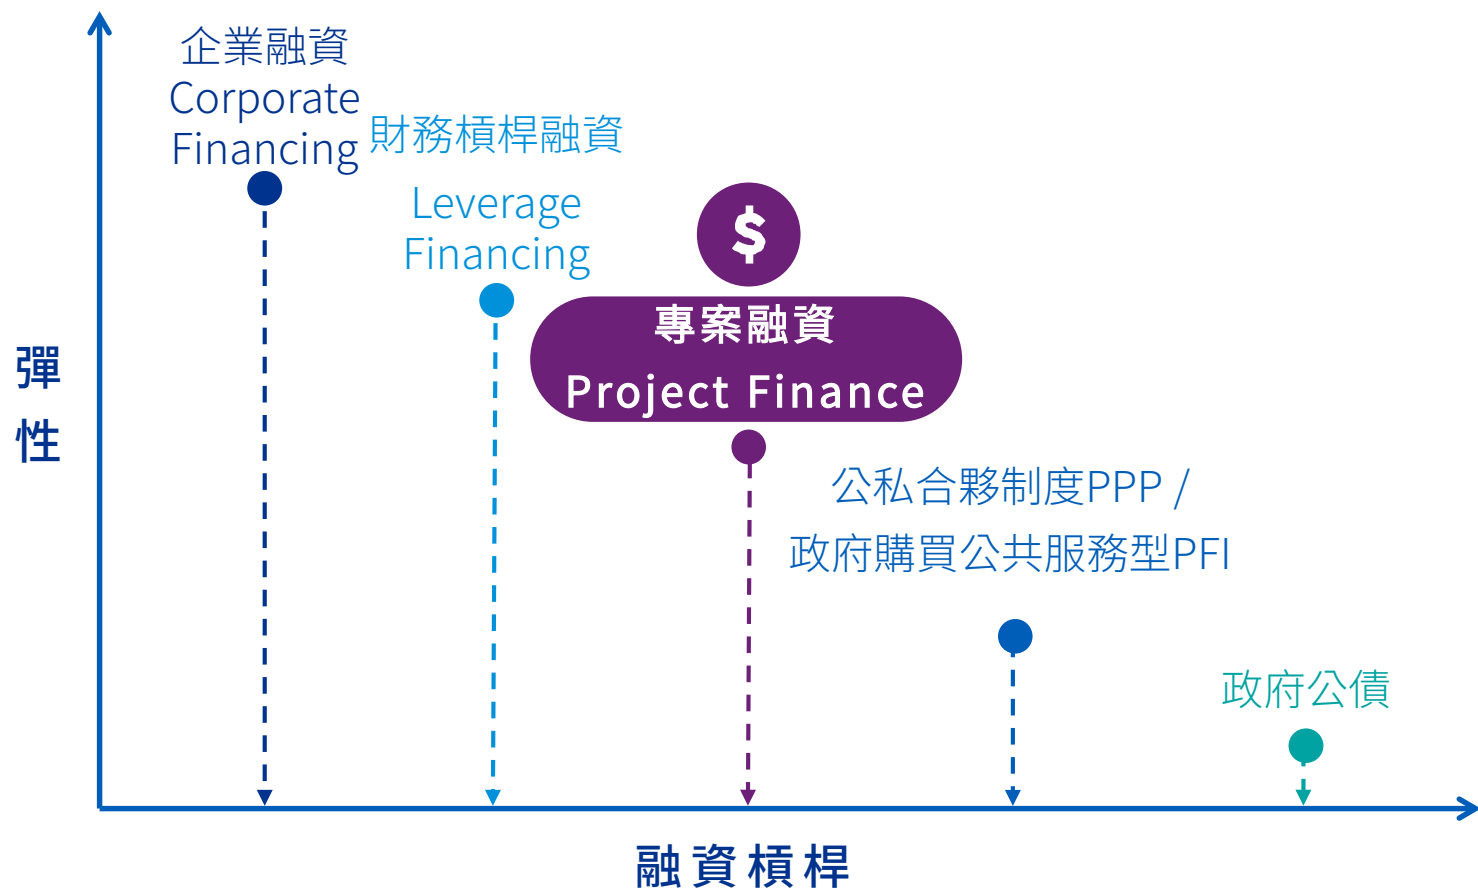 企業融資
Corporate
Financing
財務槓桿融資
Leverage
Financing
$
專案融資
Project Finance
彈
性
公私合夥制度PPP /
政府購買公共服務型PFI
政府公債
融資槓桿